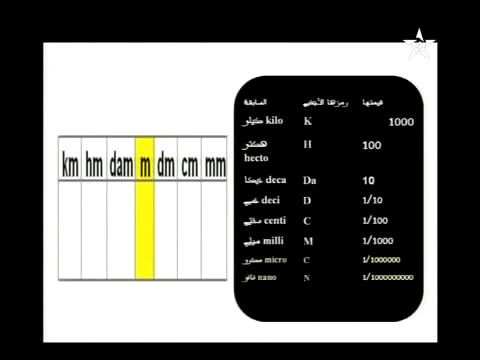 km hm dam m dm cm mm
السابقة رمزها الأجنبي قيمتها
كيلو kilo K 1000
هكتو H 100
hecto
ديكا deca Da 10
deci D 1/10
سنتي centi C 1/100
ميلي milli M 1/1000
micro C 1/1000000
نانو nano N 1/1000000000